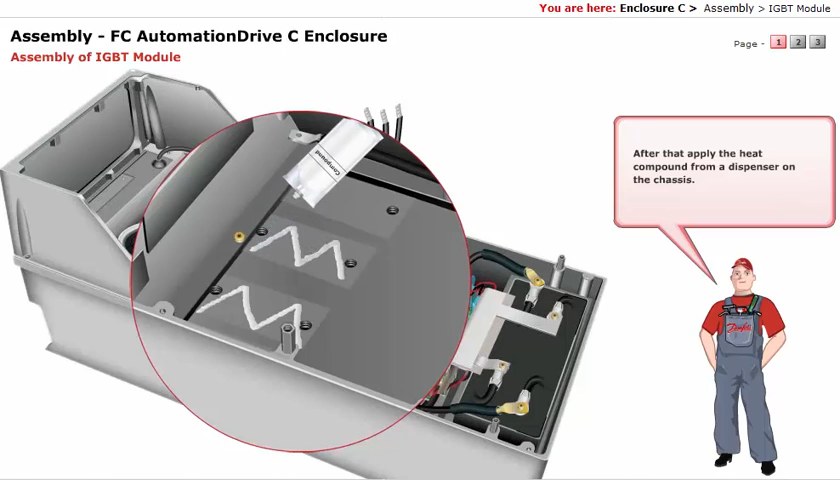 You are here: Enclosure C > Assembly > IGBT Module
Assembly - FC AutomationDrive C Enclosure
Assembly of IGBT Module
Page - 1 2 3
Compound
After that apply the heat
compound from a dispenser on
the chassis.
Danfoss